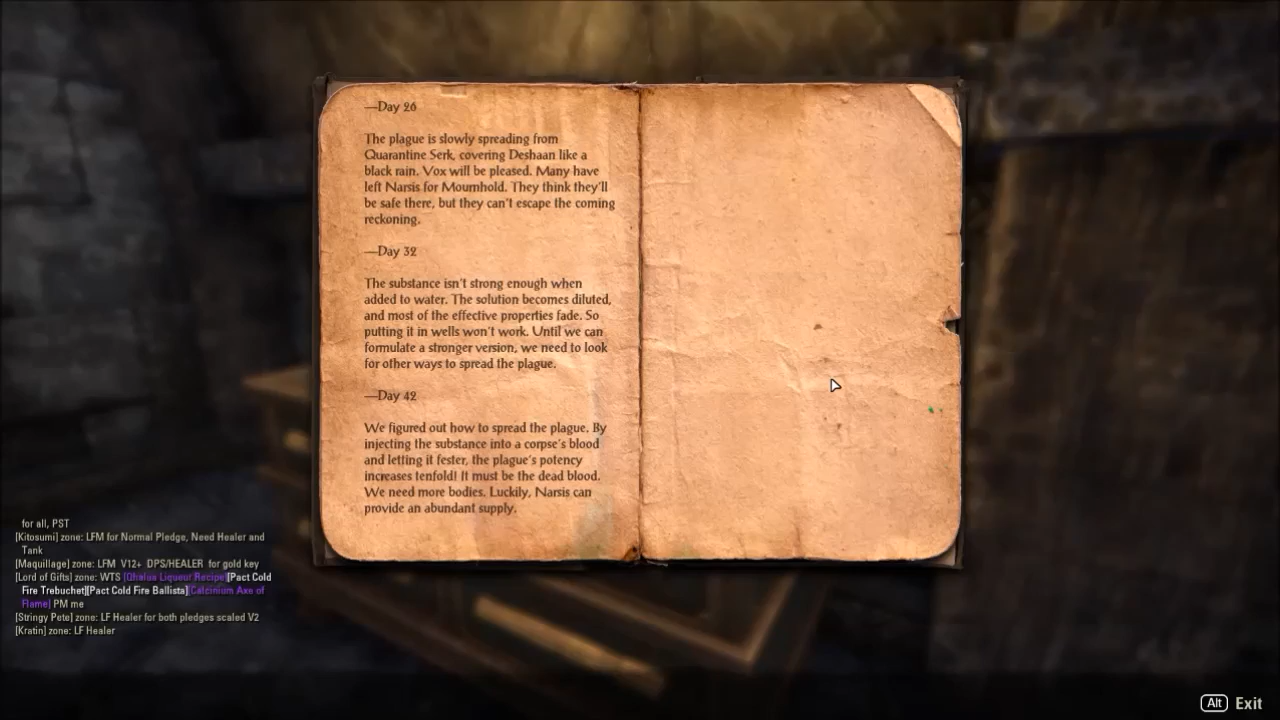 —Day 26
The plague is slowly spreading from
Quarantine Serk, covering Deshaan like a
black rain. Vox will be pleased. Many have
left Narsis for Mournhold. They think they'll
be safe there, but they can't escape the coming
reckoning.
—Day 32
The substance isn't strong enough when
added to water. The solution becomes diluted,
and most of the effective properties fade. So
putting it in wells won't work. Until we can
formulate a stronger version, we need to look
for other ways to spread the plague.
—Day 42
We figured out how to spread the plague. By
injecting the substance into a corpse's blood
and letting it fester, the plague's potency
increases tenfold! It must be the dead blood.
We need more bodies. Luckily, Narsis can
provide an abundant supply.
for all, PST
[Kitosumi] zone: LFM for Normal Pledge, Need Healer and
Tank
[Maquillage] zone: LFM V12+ DPS/HEALER for gold key
[Lord of Gifts] zone: WTS [Qhalua Liqueur Recipe][Pact Cold
Fire Trebuchet][Pact Cold Fire Ballista][Calcinium Axe of
Flame] PM me
[Stringy Pete] zone: LF Healer for both pledges scaled V2
[Kratin] zone: LF Healer
Alt Exit